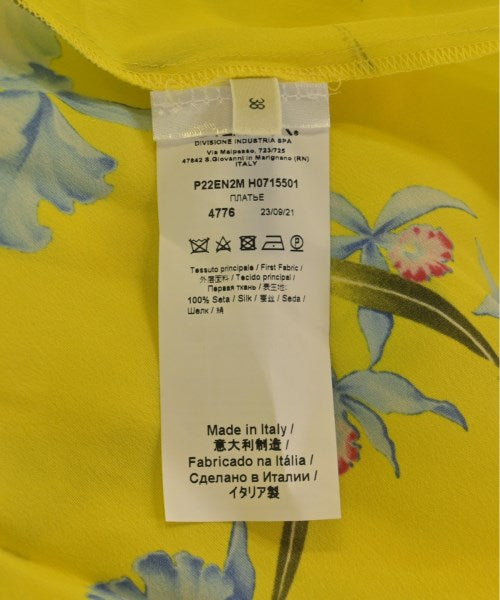 38
DIVISIONE INDUSTRIA SPA
Via Malpasso, 723/725
47842 S.Giovanni in Marignano (RN)
ITALY
P22EN2M H0715501
ПЛАТЬЕ
4776 23/09/21
Tessuto principale / First Fabric /
外层面料 / Tecido principal /
Первая ткань / 表生地:
100% Seta / Silk / 蚕丝 / Seda /
Шелк / 絹
Made in Italy /
意大利制造 /
Fabricado na Itália /
Сделано в Италии /
イタリア製